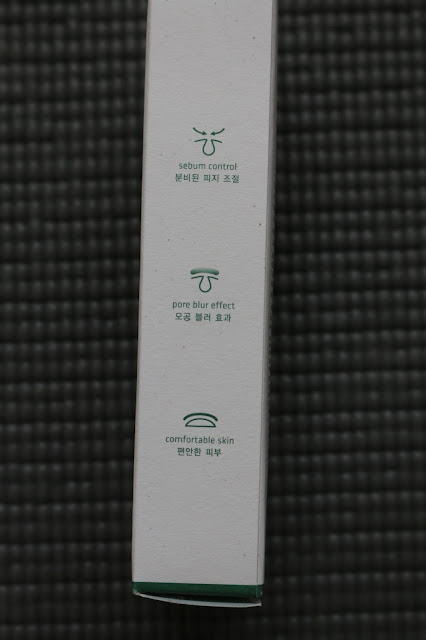 sebum control
분비된 피지 조절
pore blur effect
모공 블러 효과
comfortable skin
편안한 피부